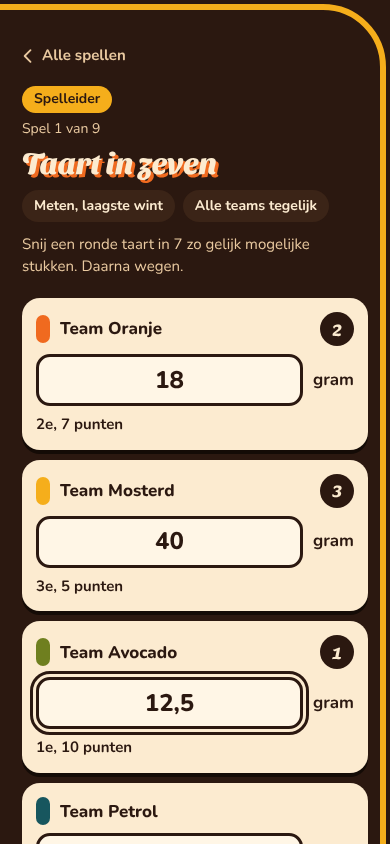 Alle spellen
Spelleider
Spel 1 van 9
Taart in zeven
Meten, laagste wint
Alle teams tegelijk
Snij een ronde taart in 7 zo gelijk mogelijke
stukken. Daarna wegen.
Team Oranje
2
18
gram
2e, 7 punten
Team Mosterd
3
40
gram
3e, 5 punten
Team Avocado
1
12,5
gram
1e, 10 punten
Team Petrol